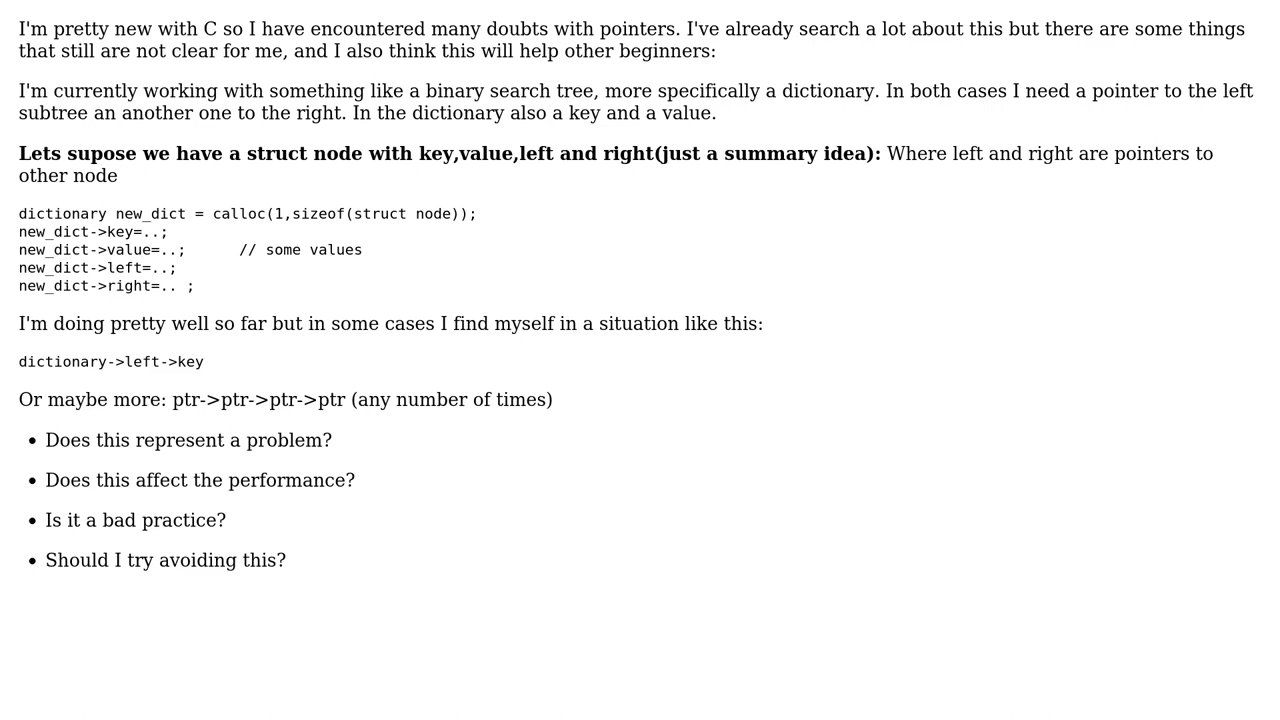 I'm pretty new with C so I have encountered many doubts with pointers. I've already search a lot about this but there are some things
that still are not clear for me, and I also think this will help other beginners:
I'm currently working with something like a binary search tree, more specifically a dictionary. In both cases I need a pointer to the left
subtree an another one to the right. In the dictionary also a key and a value.
Lets supose we have a struct node with key,value,left and right(just a summary idea): Where left and right are pointers to
other node
dictionary new_dict = calloc(1,sizeof(struct node));
new_dict->key=..;
new_dict->value=..;      // some values
new_dict->left=..;
new_dict->right=.. ;
I'm doing pretty well so far but in some cases I find myself in a situation like this:
dictionary->left->key
Or maybe more: ptr->ptr->ptr->ptr (any number of times)
• Does this represent a problem?
• Does this affect the performance?
• Is it a bad practice?
• Should I try avoiding this?